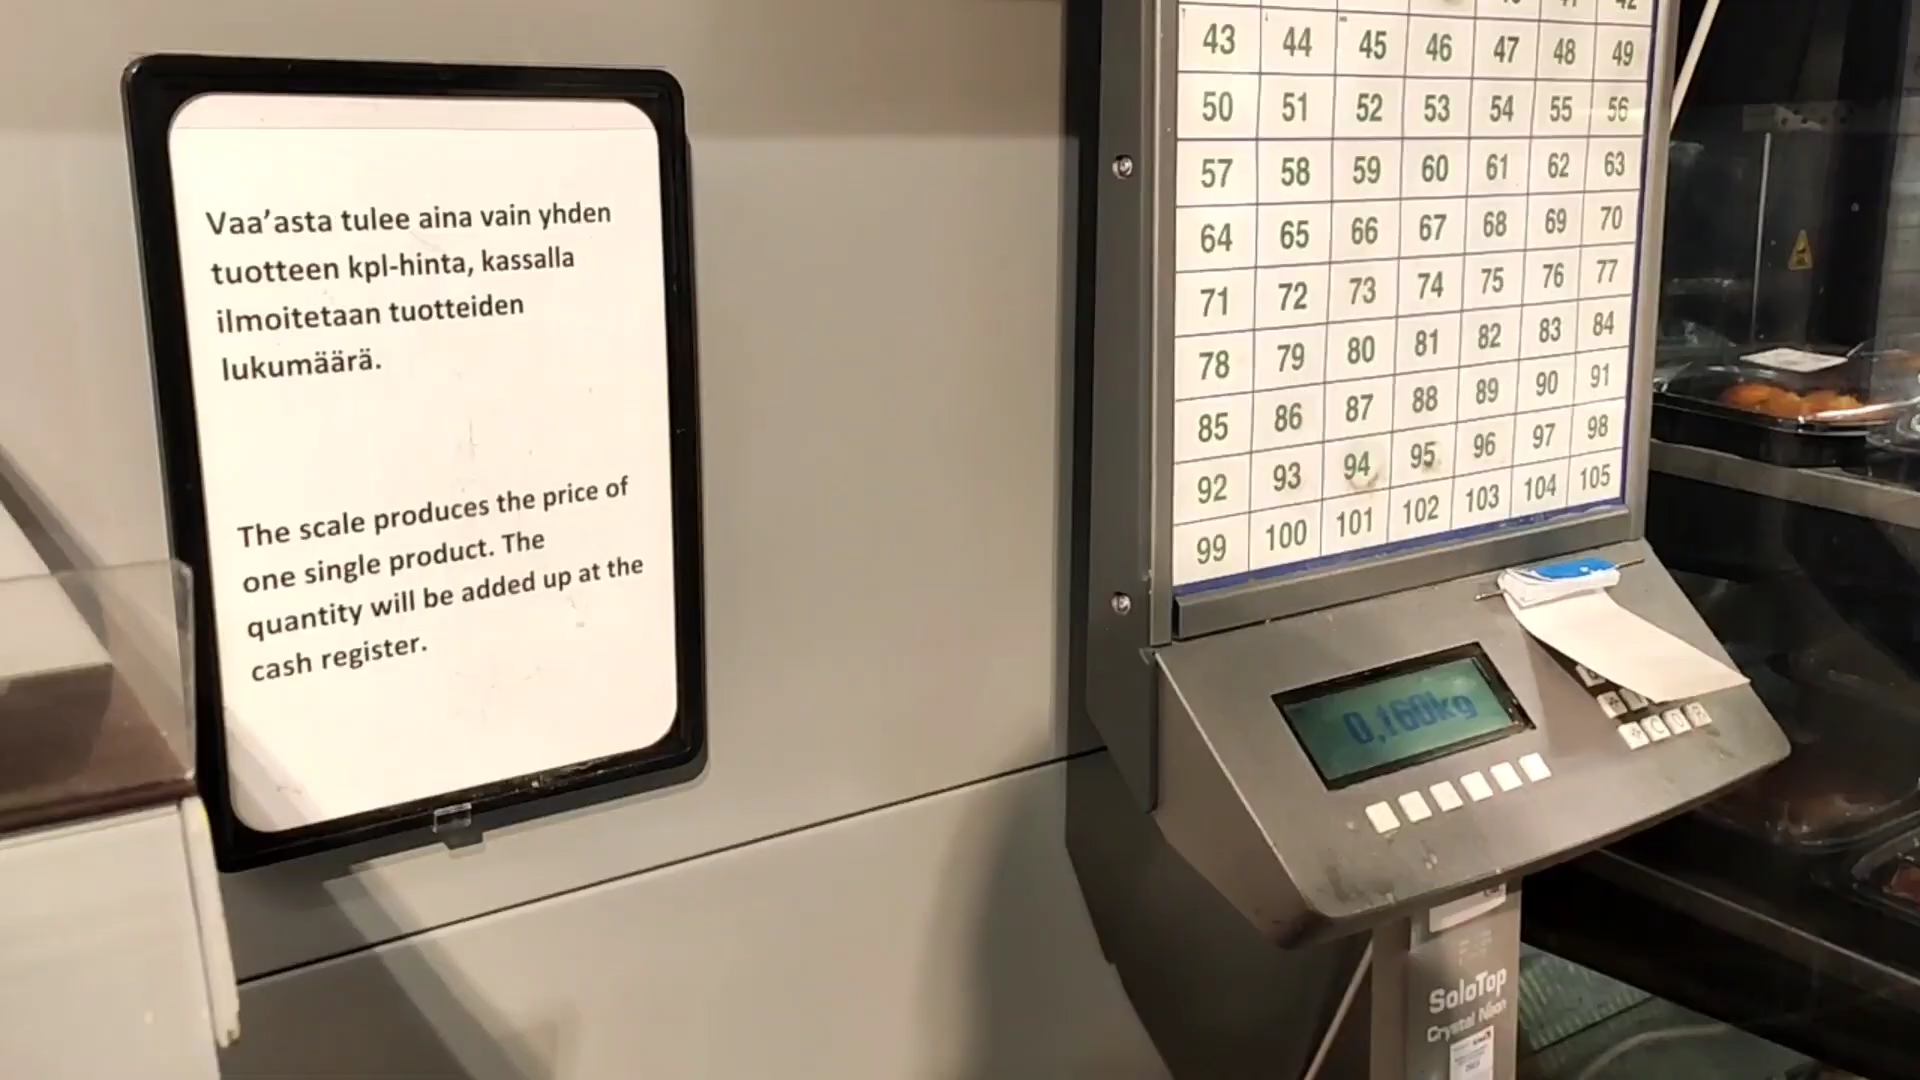 Vaa'asta tulee aina vain yhden
tuotteen kpl-hinta, kassalla
ilmoitetaan tuotteiden
lukumäärä.
The scale produces the price of
one single product. The
quantity will be added up at the
cash register.
42
43 44 45 46 47 48 49
50 51 52 53 54 55 56
57 58 59 60 61 62 63
64 65 66 67 68 69 70
71 72 73 74 75 76 77
78 79 80 81 82 83 84
85 86 87 88 89 90 91
92 93 94 95 96 97 98
99 100 101 102 103 104 105
0,160kg
SoloTop
Crystal Noon